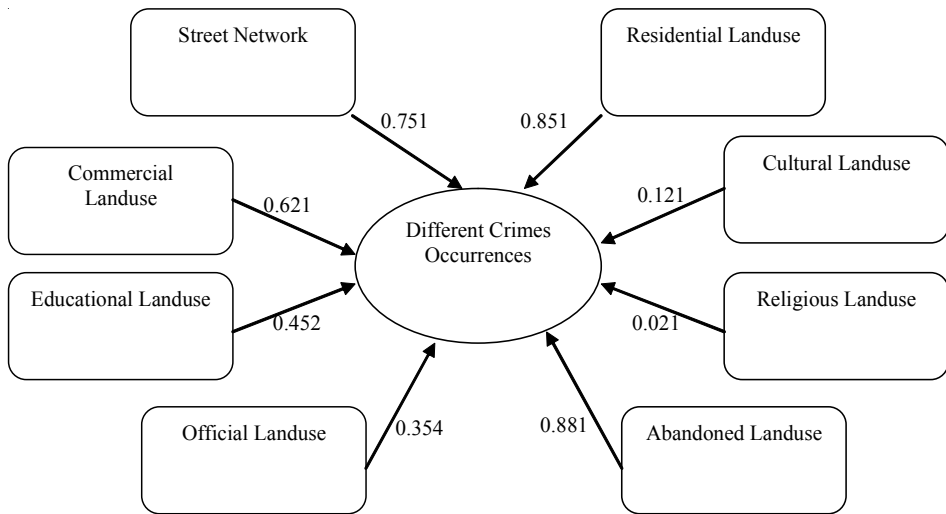 Street Network
Residential Landuse
0.751
0.851
Commercial
Landuse
Cultural Landuse
0.621
0.121
Different Crimes
Occurrences
Educational Landuse
Religious Landuse
0.452
0.021
Official Landuse
0.354
0.881
Abandoned Landuse